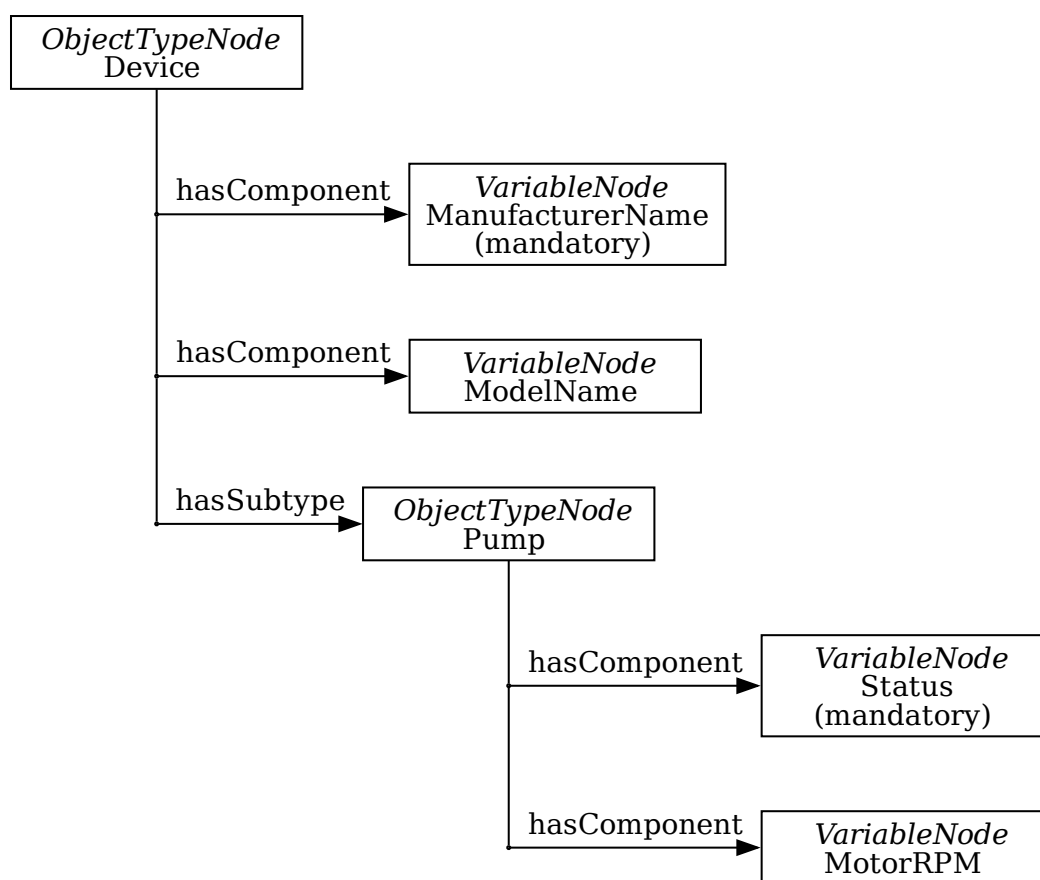 ObjectTypeNode
Device
hasComponent
VariableNode
ManufacturerName
(mandatory)
hasComponent
VariableNode
ModelName
hasSubtype
ObjectTypeNode
Pump
hasComponent
VariableNode
Status
(mandatory)
hasComponent
VariableNode
MotorRPM